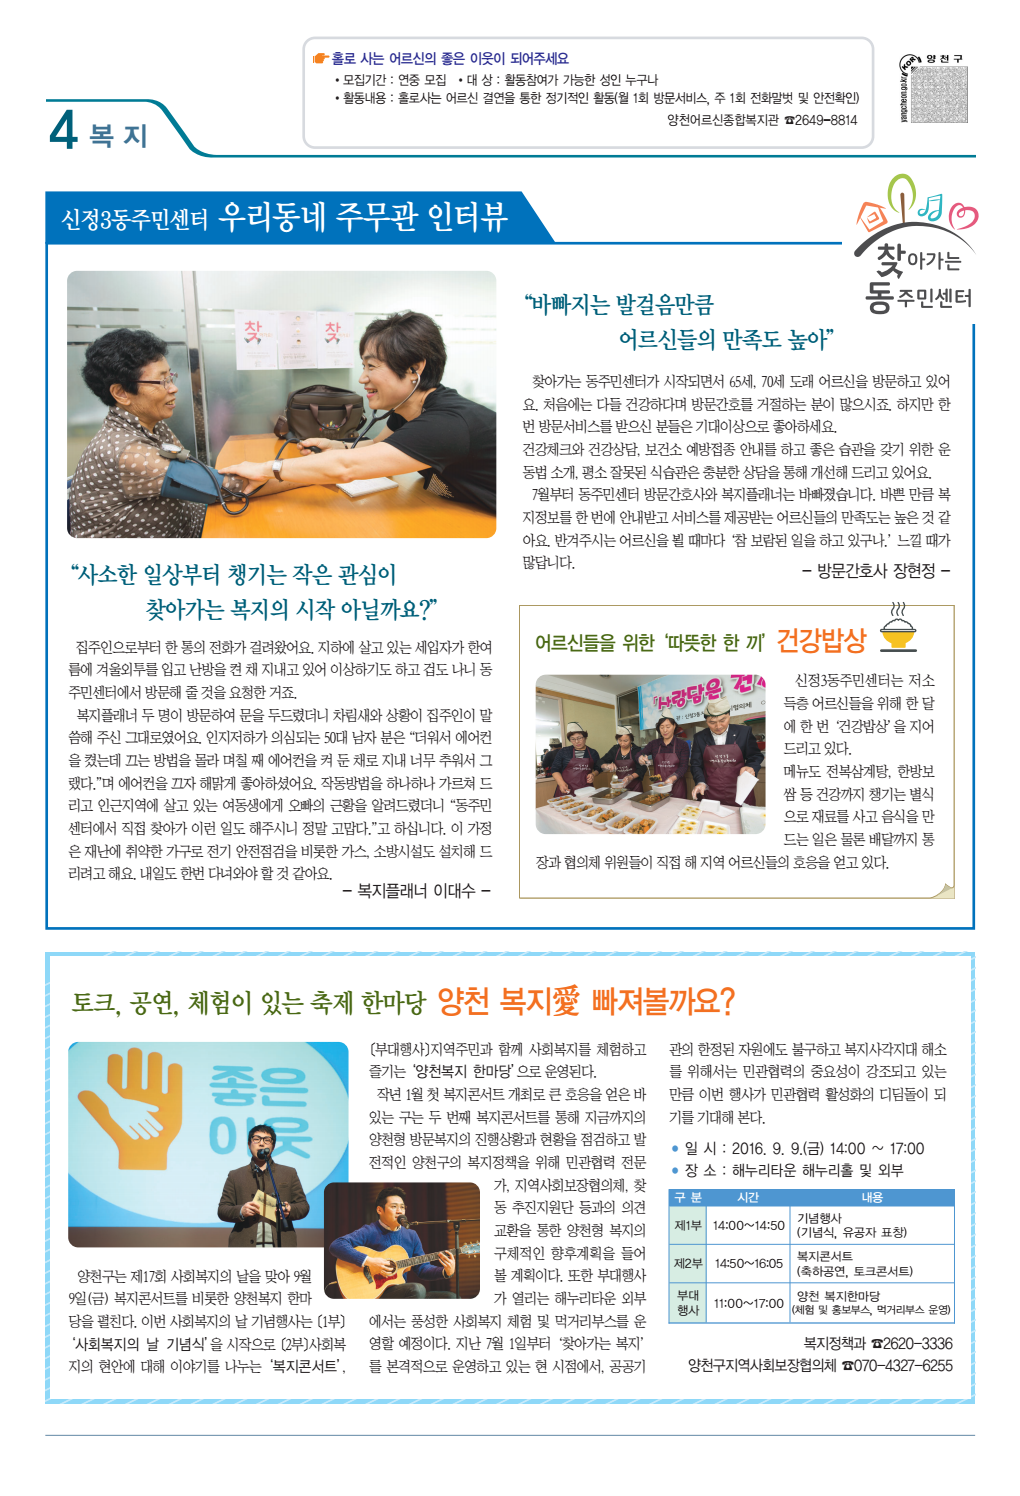 홀로 사는 어르신의 좋은 이웃이 되어주세요
• 모집기간 : 연중 모집 • 대 상 : 활동참여가 가능한 성인 누구나
• 활동내용 : 홀로사는 어르신 결연을 통한 정기적인 활동(월 1회 방문서비스, 주 1회 전화말벗 및 안전확인)
양천어르신종합복지관 ☎2649-8814
KOR 양천구
yangcheon.go.kr
4 복 지
신정3동주민센터 우리동네 주무관 인터뷰
찾아가는
동주민센터
찾
찾
“사소한 일상부터 챙기는 작은 관심이
찾아가는 복지의 시작 아닐까요?”
집주인으로부터 한 통의 전화가 걸려왔어요. 지하에 살고 있는 세입자가 한여
름에 겨울외투를 입고 난방을 켠 채 지내고 있어 이상하기도 하고 겁도 나니 동
주민센터에서 방문해 줄 것을 요청한 거죠.
복지플래너 두 명이 방문하여 문을 두드렸더니 차림새와 상황이 집주인이 말
씀해 주신 그대로였어요. 인지저하가 의심되는 50대 남자 분은 “더워서 에어컨
을 켰는데 끄는 방법을 몰라 며칠 째 에어컨을 켜 둔 채로 지내 너무 추워서 그
랬다.”며 에어컨을 끄자 해맑게 좋아하셨어요. 작동방법을 하나하나 가르쳐 드
리고 인근지역에 살고 있는 여동생에게 오빠의 근황을 알려드렸더니 “동주민
센터에서 직접 찾아가 이런 일도 해주시니 정말 고맙다.”고 하십니다. 이 가정
은 재난에 취약한 가구로 전기 안전점검을 비롯한 가스, 소방시설도 설치해 드
리려고 해요. 내일도 한번 다녀와야 할 것 같아요.
– 복지플래너 이대수 –
“바빠지는 발걸음만큼
어르신들의 만족도 높아”
찾아가는 동주민센터가 시작되면서 65세, 70세 도래 어르신을 방문하고 있어
요. 처음에는 다들 건강하다며 방문간호를 거절하는 분이 많으시죠. 하지만 한
번 방문서비스를 받으신 분들은 기대이상으로 좋아하세요.
건강체크와 건강상담, 보건소 예방접종 안내를 하고 좋은 습관을 갖기 위한 운
동법 소개, 평소 잘못된 식습관은 충분한 상담을 통해 개선해 드리고 있어요.
7월부터 동주민센터 방문간호사와 복지플래너는 바빠졌습니다. 바쁜 만큼 복
지정보를 한 번에 안내받고 서비스를 제공받는 어르신들의 만족도는 높은 것 같
아요. 반겨주시는 어르신을 뵐 때마다 ‘참 보람된 일을 하고 있구나.’ 느낄 때가
많답니다.
– 방문간호사 장현정 –
어르신들을 위한 ‘따뜻한 한 끼’ 건강밥상
사랑담은 건
신정3동주민센터는 저소
득층 어르신들을 위해 한 달
에 한 번 ‘건강밥상’을 지어
드리고 있다.
메뉴도 전복삼계탕, 한방보
쌈 등 건강까지 챙기는 별식
으로 재료를 사고 음식을 만
드는 일은 물론 배달까지 통
장과 협의체 위원들이 직접 해 지역 어르신들의 호응을 얻고 있다.
토크, 공연, 체험이 있는 축제 한마당 양천 복지愛 빠져볼까요?
좋은
이웃
양천구는 제17회 사회복지의 날을 맞아 9월
9일(금) 복지콘서트를 비롯한 양천복지 한마
당을 펼친다. 이번 사회복지의 날 기념행사는 〔1부〕
‘사회복지의 날 기념식’을 시작으로 〔2부〕사회복
지의 현안에 대해 이야기를 나누는 ‘복지콘서트’,
〔부대행사〕지역주민과 함께 사회복지를 체험하고
즐기는 ‘양천복지 한마당’으로 운영된다.
작년 1월 첫 복지콘서트 개최로 큰 호응을 얻은 바
있는 구는 두 번째 복지콘서트를 통해 지금까지의
양천형 방문복지의 진행상황과 현황을 점검하고 발
전적인 양천구의 복지정책을 위해 민관협력 전문
가, 지역사회보장협의체, 찾
동 추진지원단 등과의 의견
교환을 통한 양천형 복지의
구체적인 향후계획을 들어
볼 계획이다. 또한 부대행사
가 열리는 해누리타운 외부
에서는 풍성한 사회복지 체험 및 먹거리부스를 운
영할 예정이다. 지난 7월 1일부터 ‘찾아가는 복지’
를 본격적으로 운영하고 있는 현 시점에서, 공공기
관의 한정된 자원에도 불구하고 복지사각지대 해소
를 위해서는 민관협력의 중요성이 강조되고 있는
만큼 이번 행사가 민관협력 활성화의 디딤돌이 되
기를 기대해 본다.
• 일 시 : 2016. 9. 9.(금) 14:00 ~ 17:00
• 장 소 : 해누리타운 해누리홀 및 외부
구 분 시간 내용
제1부 14:00~14:50 기념행사
(기념식, 유공자 표창)
제2부 14:50~16:05 복지콘서트
(축하공연, 토크콘서트)
부대
행사 11:00~17:00 양천 복지한마당
(체험 및 홍보부스, 먹거리부스 운영)
복지정책과 ☎2620-3336
양천구지역사회보장협의체 ☎070-4327-6255